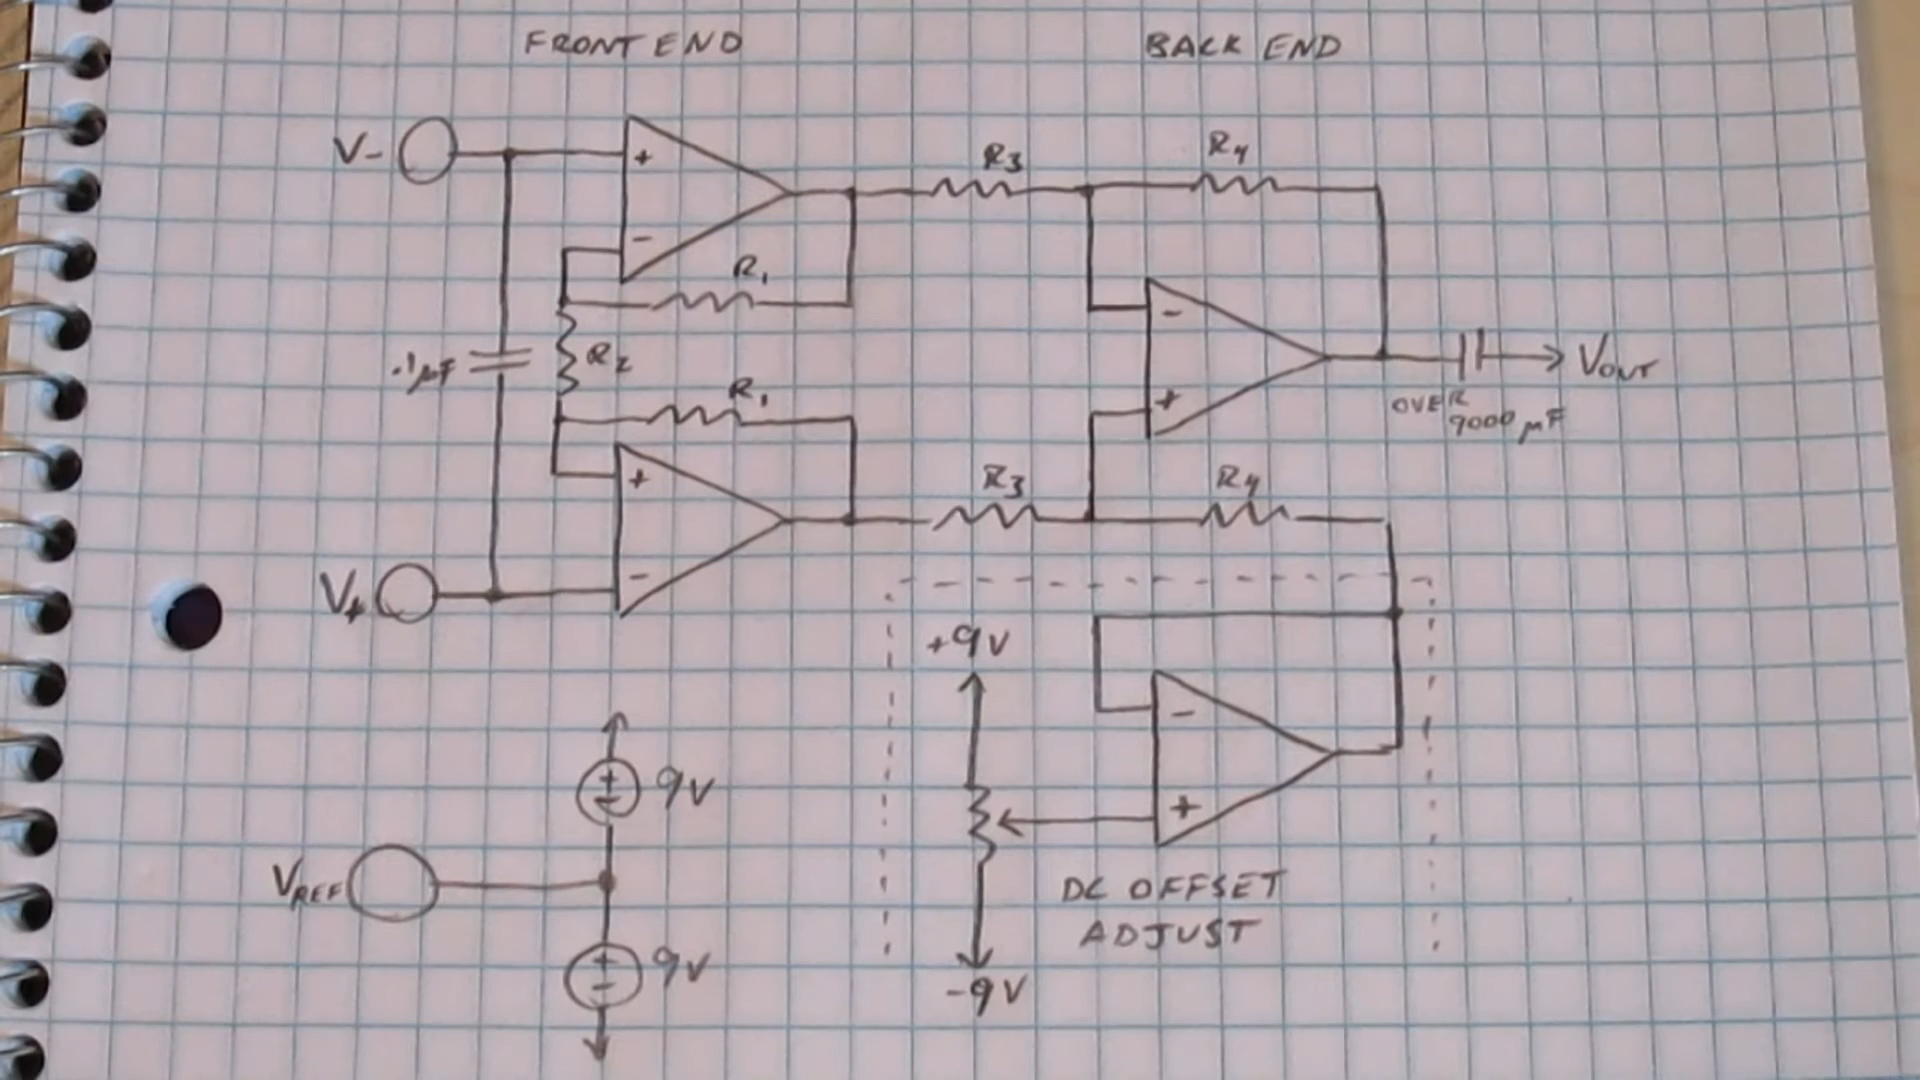 FRONT END
BACK END
V-
+
-
R1
R2
.1µF
R1
+
-
V+
R3
R4
-
+
VOUT
OVER
9000 µF
R3
R4
+9V
-
+
-9V
DC OFFSET
ADJUST
+
-
9V
VREF
+
-
9V